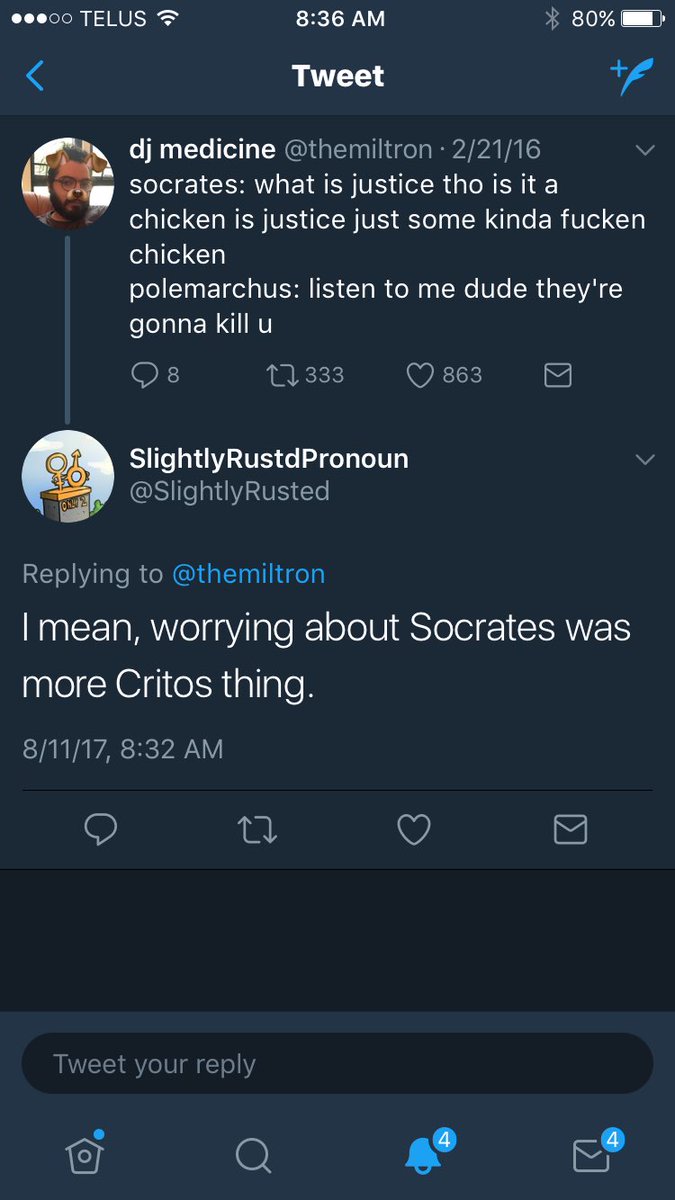 TELUS 8:36 AM 80%
Tweet
dj medicine @themiltron · 2/21/16
socrates: what is justice tho is it a
chicken is justice just some kinda fucken
chicken
polemarchus: listen to me dude they're
gonna kill u
8 333 863
SlightlyRustdPronoun
@SlightlyRusted
Replying to @themiltron
I mean, worrying about Socrates was
more Critos thing.
8/11/17, 8:32 AM
Tweet your reply
4 4